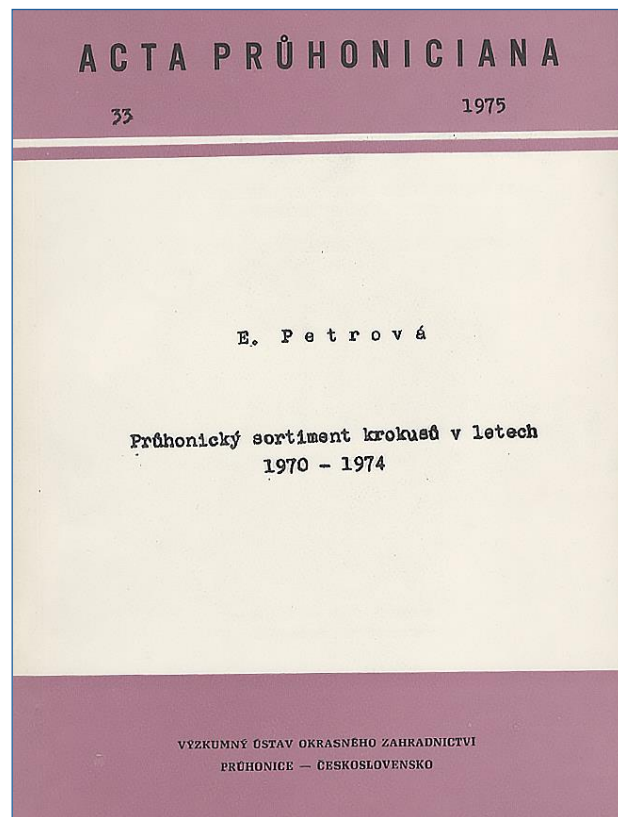 ACTA PRŮHONICIANA
33 1975
E. Petrová
Průhonický sortiment krokusů v letech
1970 - 1974
VÝZKUMNÝ ÚSTAV OKRASNÉHO ZAHRADNICTVI
PRŮHONICE — ČESKOSLOVENSKO